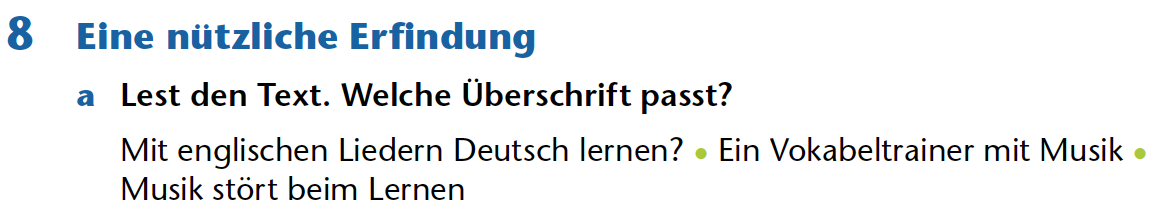 8 Eine nützliche Erfindung
a Lest den Text. Welche Überschrift passt?
Mit englischen Liedern Deutsch lernen? • Ein Vokabeltrainer mit Musik •
Musik stört beim Lernen